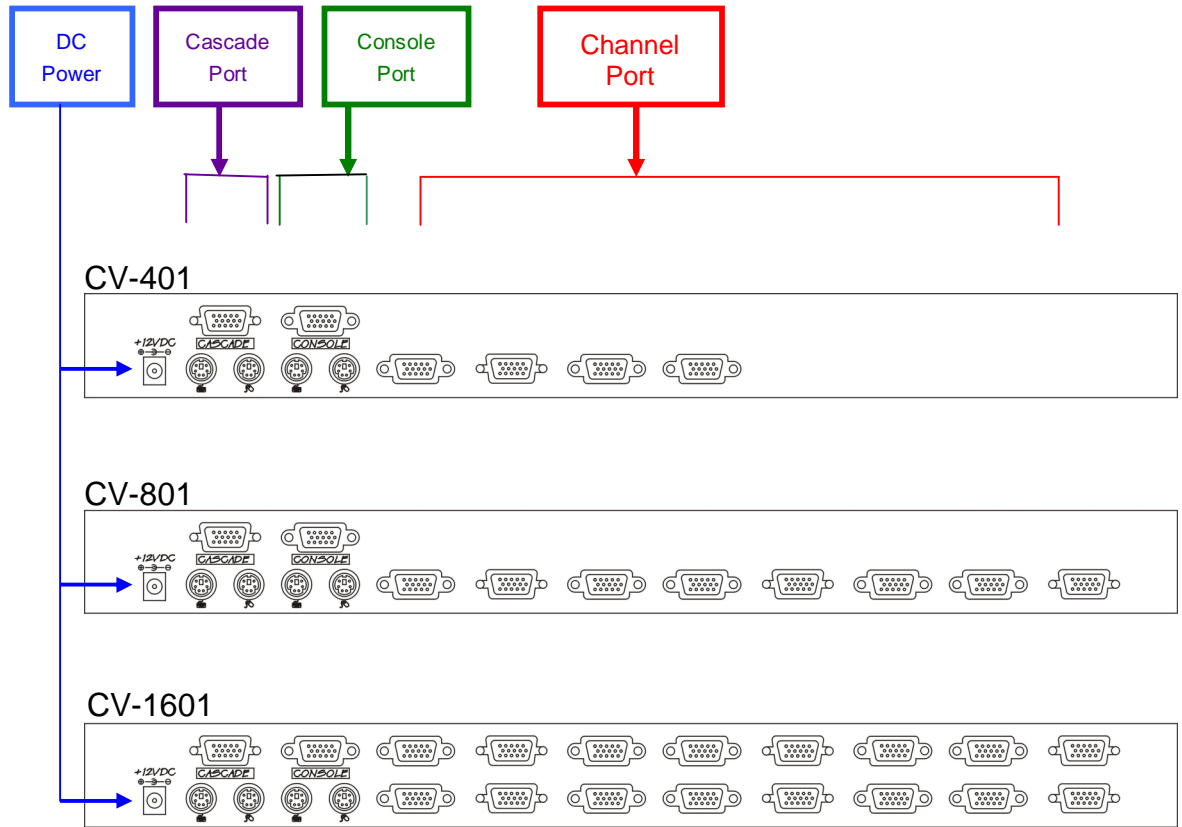 DC
Power
Cascade
Port
Console
Port
Channel
Port
CV-401
+12VDC
CASCADE
CONSOLE
CV-801
+12VDC
CASCADE
CONSOLE
CV-1601
+12VDC
CASCADE
CONSOLE